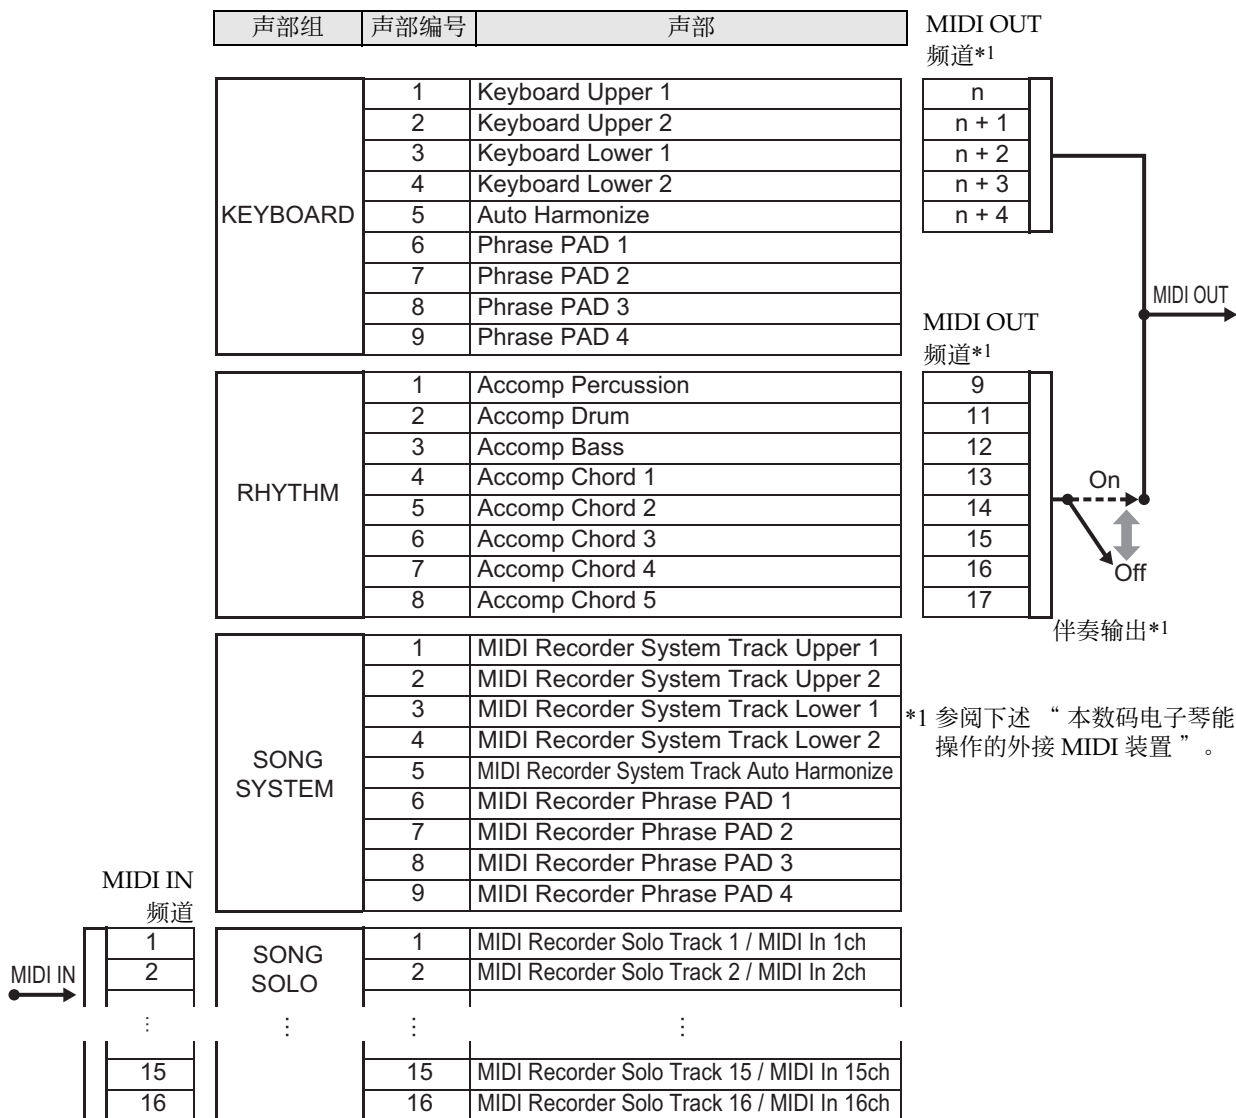 声部组 声部编号 声部 MIDI OUT
频道*1
KEYBOARD
1 Keyboard Upper 1 n
2 Keyboard Upper 2 n + 1
3 Keyboard Lower 1 n + 2
4 Keyboard Lower 2 n + 3
5 Auto Harmonize n + 4
6 Phrase PAD 1
7 Phrase PAD 2
8 Phrase PAD 3
9 Phrase PAD 4
MIDI OUT
MIDI OUT
频道*1
RHYTHM
1 Accomp Percussion 9
2 Accomp Drum 11
3 Accomp Bass 12
4 Accomp Chord 1 13
5 Accomp Chord 2 14
6 Accomp Chord 3 15
7 Accomp Chord 4 16
8 Accomp Chord 5 17
On
Off
伴奏输出*1
SONG
SYSTEM
1 MIDI Recorder System Track Upper 1
2 MIDI Recorder System Track Upper 2
3 MIDI Recorder System Track Lower 1
4 MIDI Recorder System Track Lower 2
5 MIDI Recorder System Track Auto Harmonize
6 MIDI Recorder Phrase PAD 1
7 MIDI Recorder Phrase PAD 2
8 MIDI Recorder Phrase PAD 3
9 MIDI Recorder Phrase PAD 4
*1 参阅下述 “ 本数码电子琴能
操作的外接 MIDI 装置 ” 。
MIDI IN
频道
MIDI IN
SONG
SOLO
1 1 MIDI Recorder Solo Track 1 / MIDI In 1ch
2 2 MIDI Recorder Solo Track 2 / MIDI In 2ch
⋮ ⋮ ⋮ ⋮
15 15 MIDI Recorder Solo Track 15 / MIDI In 15ch
16 16 MIDI Recorder Solo Track 16 / MIDI In 16ch